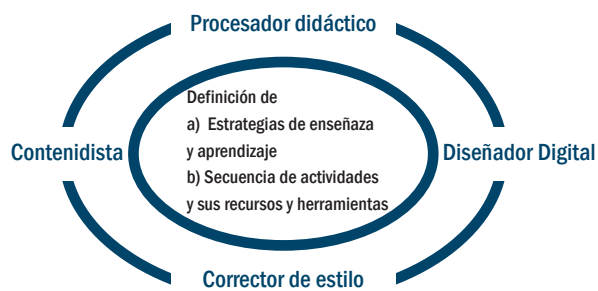 Procesador didáctico
Definición de
a) Estrategias de enseñaza
y aprendizaje
Contenidista
Diseñador Digital
b) Secuencia de actividades
y sus recursos y herramientas
Corrector de estilo